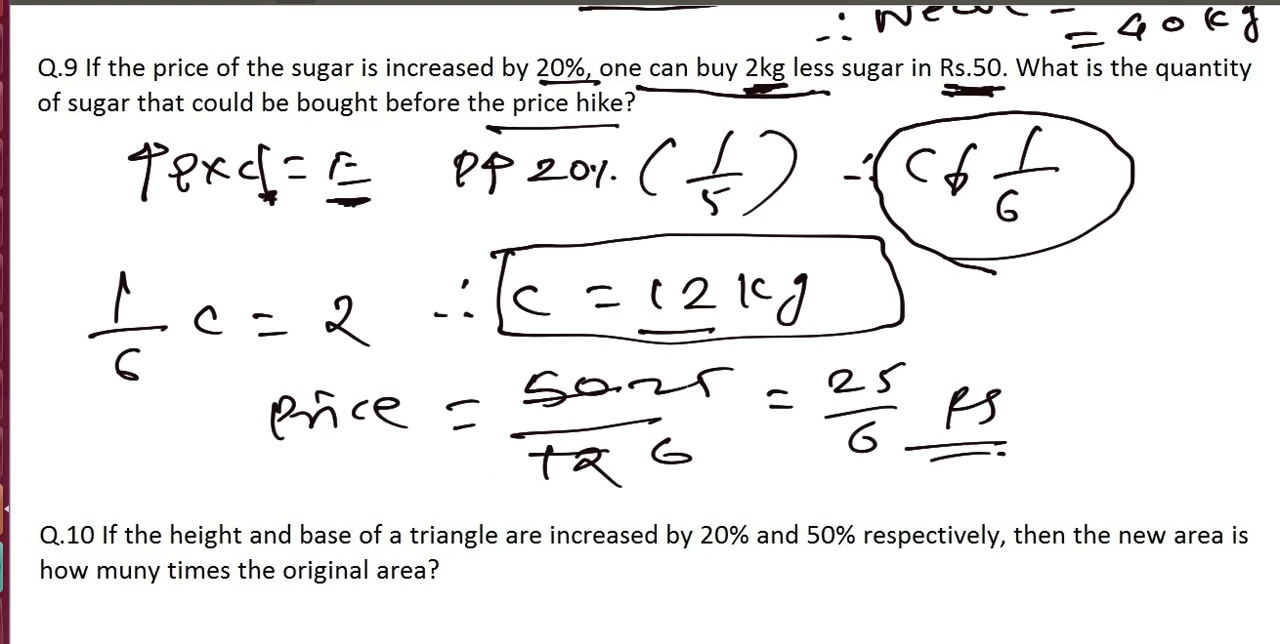 ∴ New =
= 40 kg
Q.9 If the price of the sugar is increased by 20%, one can buy 2kg less sugar in Rs.50. What is the quantity
of sugar that could be bought before the price hike?
↑P×C↓ = E P↑ 20% (1/5) ∴ C↓ 1/6
1/6 C = 2 ∴ C = 12 kg
Price = 50 25 / 12 6 = 25/6 Rs
Q.10 If the height and base of a triangle are increased by 20% and 50% respectively, then the new area is
how muny times the original area?